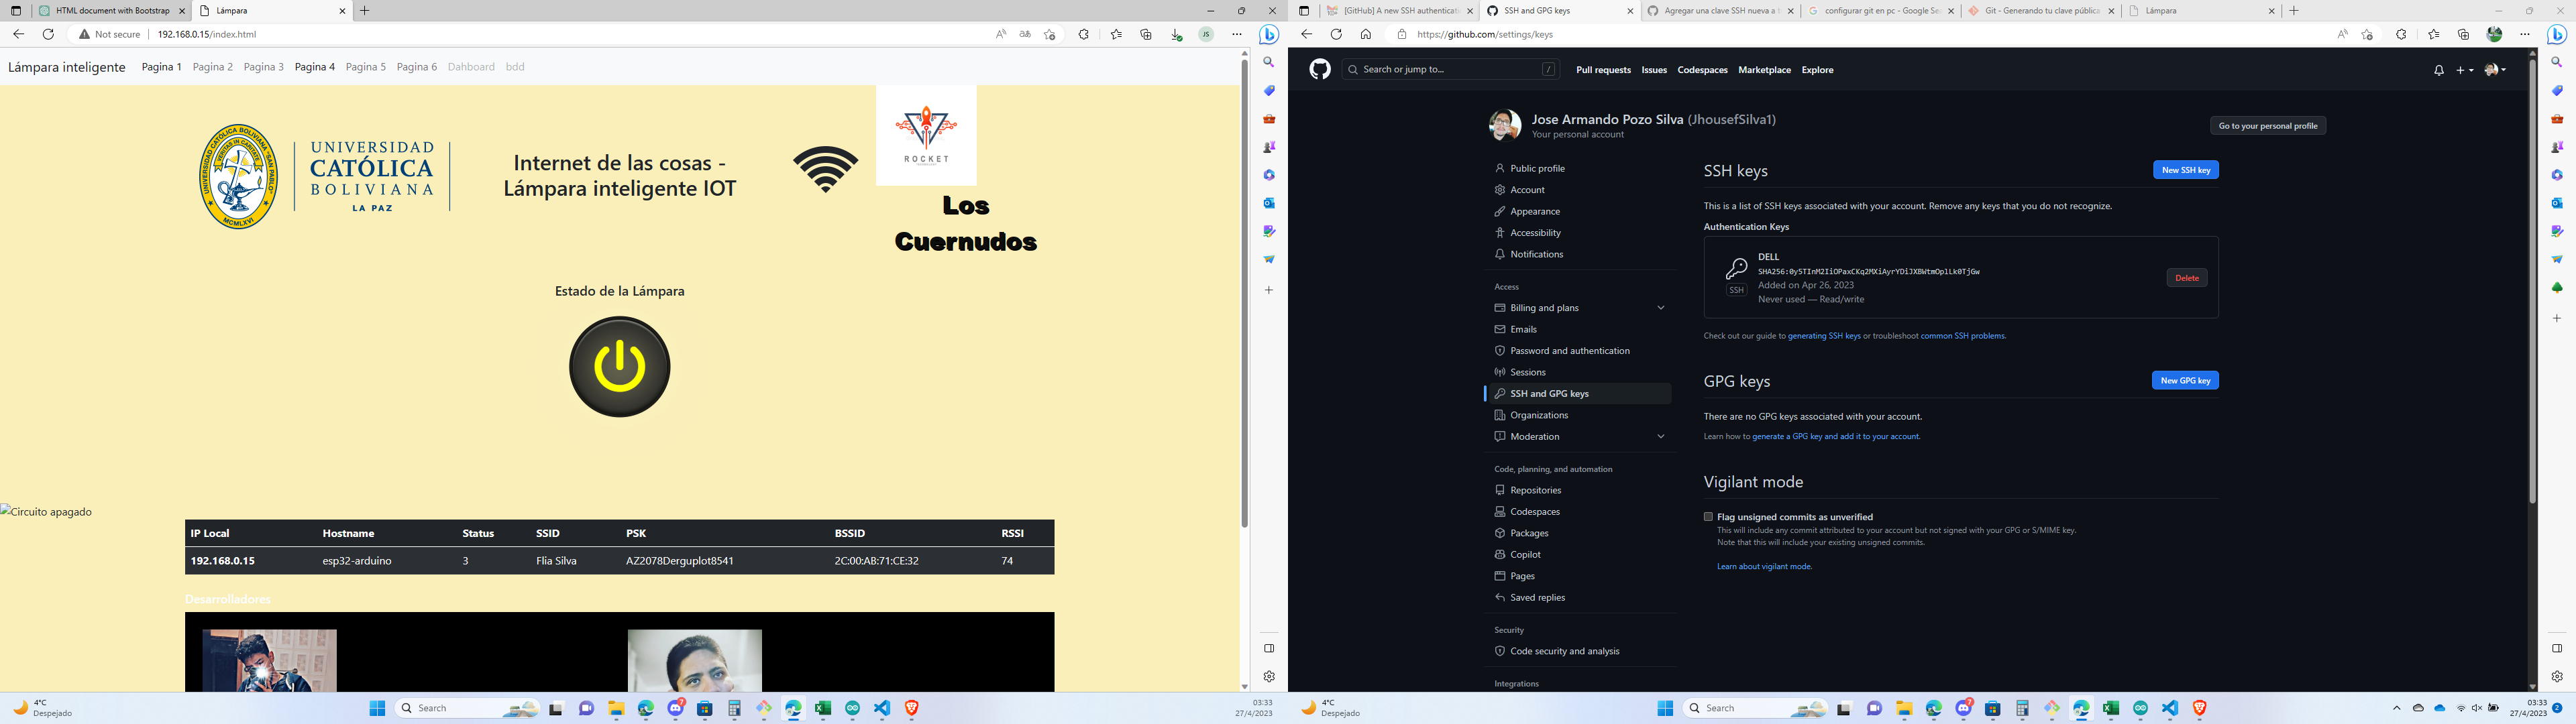 HTML document with Bootstrap
Lámpara
Not secure
192.168.0.15/index.html
JS
Lámpara inteligente
Pagina 1
Pagina 2
Pagina 3
Pagina 4
Pagina 5
Pagina 6
Dahboard
bdd
UNIVERSIDAD CATÓLICA BOLIVIANA "SAN PABLO"
MCMLXVI
UNIVERSIDAD
CATÓLICA
BOLIVIANA
LA PAZ
Internet de las cosas -
Lámpara inteligente IOT
ROCKET
Los
Cuernudos
Estado de la Lámpara
Circuito apagado
IP Local Hostname Status SSID PSK BSSID RSSI
192.168.0.15 esp32-arduino 3 Flia Silva AZ2078Derguplot8541 2C:00:AB:71:CE:32 74
Desarrolladores
4°C
Despejado
Search
7
03:33
27/4/2023
[GitHub] A new SSH authenticat
SSH and GPG keys
Agregar una clave SSH nueva a t
configurar git en pc - Google Sea
Git - Generando tu clave pública
Lámpara
https://github.com/settings/keys
Search or jump to...
/
Pull requests
Issues
Codespaces
Marketplace
Explore
Jose Armando Pozo Silva (JhousefSilva1)
Your personal account
Go to your personal profile
Public profile
Account
Appearance
Accessibility
Notifications
Access
Billing and plans
Emails
Password and authentication
Sessions
SSH and GPG keys
Organizations
Moderation
Code, planning, and automation
Repositories
Codespaces
Packages
Copilot
Pages
Saved replies
Security
Code security and analysis
Integrations
SSH keys
New SSH key
This is a list of SSH keys associated with your account. Remove any keys that you do not recognize.
Authentication Keys
DELL
SHA256:0y5TInM2IiOPaxCKq2MXiAyrYDiJXBWtmOplLk0TjGw
SSH
Added on Apr 26, 2023
Never used — Read/write
Delete
Check out our guide to generating SSH keys or troubleshoot common SSH problems.
GPG keys
New GPG key
There are no GPG keys associated with your account.
Learn how to generate a GPG key and add it to your account.
Vigilant mode
Flag unsigned commits as unverified
This will include any commit attributed to your account but not signed with your GPG or S/MIME key.
Note that this will include your existing unsigned commits.
Learn about vigilant mode.
4°C
Despejado
Search
7
03:33
27/4/2023
2